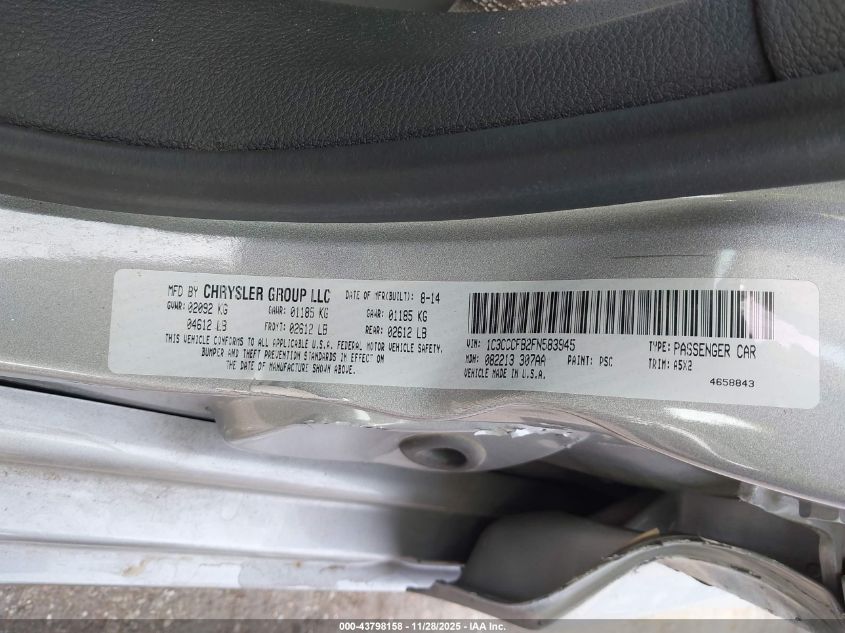 MFD BY CHRYSLER GROUP LLC DATE OF MFR(BUILT): 8-14
GVWR: 02092 KG GAWR: 01185 KG GAWR: 01185 KG
04612 LB FRONT: 02612 LB REAR: 02612 LB
THIS VEHICLE CONFORMS TO ALL APPLICABLE U.S.A. FEDERAL MOTOR VEHICLE SAFETY,
BUMPER AND THEFT PREVENTION STANDARDS IN EFFECT ON
THE DATE OF MANUFACTURE SHOWN ABOVE.
VIN: 1C3CCCFB2FN583945 TYPE: PASSENGER CAR
MDH: 082213 307AA PAINT: PSC TRIM: A5X2
VEHICLE MADE IN U.S.A.
4658843
000-43798158 - 11/28/2025 - IAA Inc.